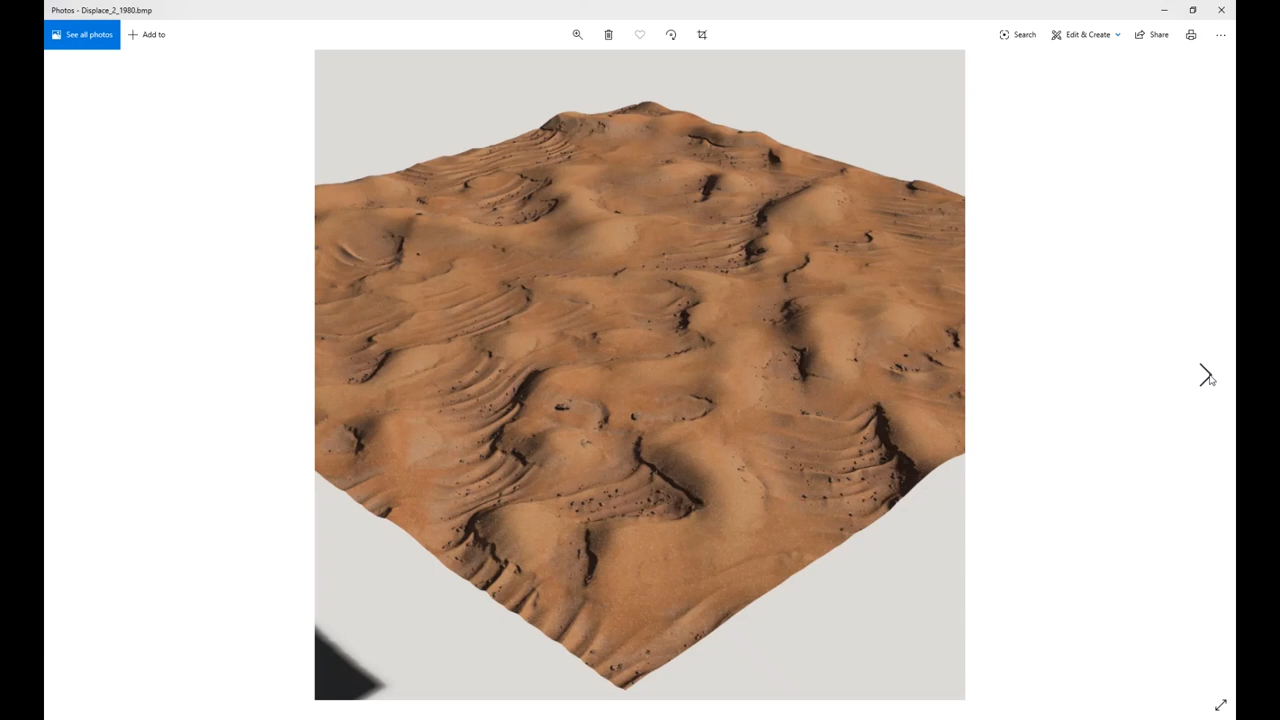 Photos - Displace_2_1980.bmp
See all photos
Add to
Search
Edit & Create
Share